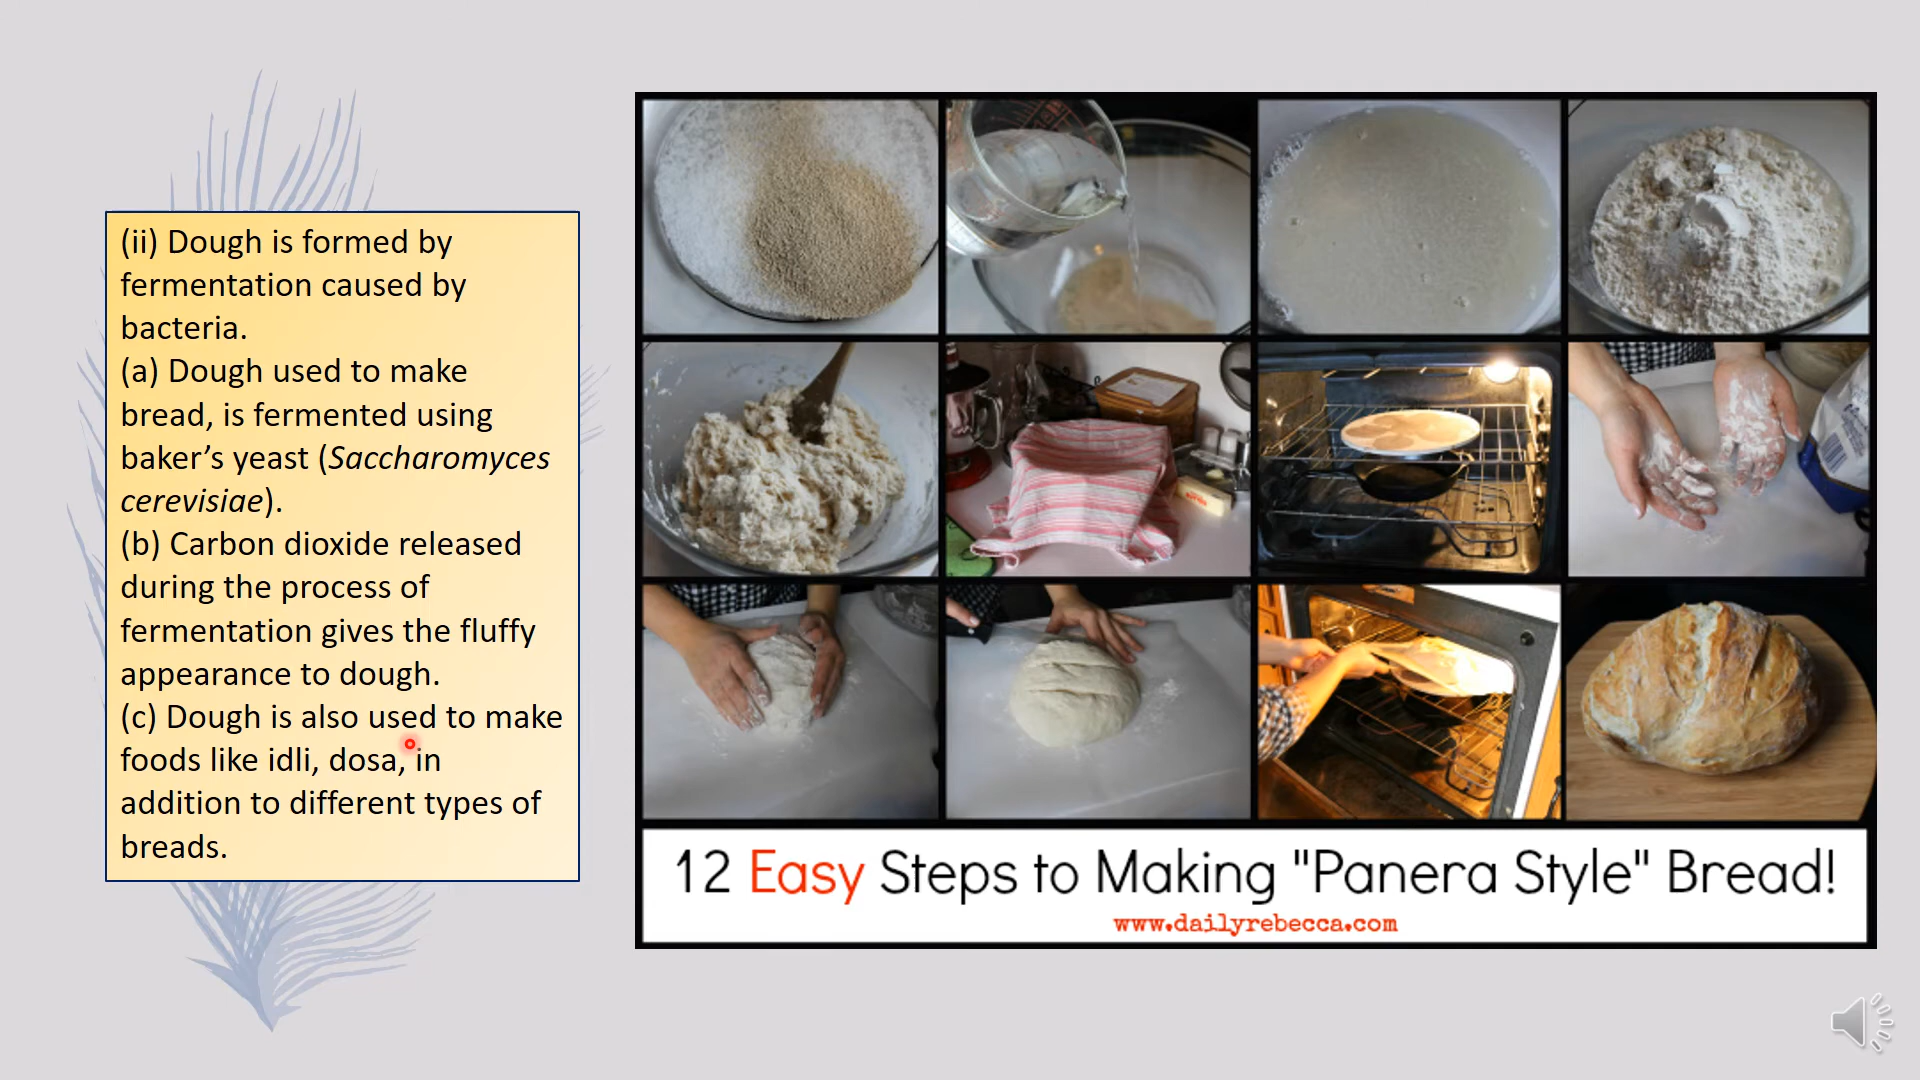 (ii) Dough is formed by
fermentation caused by
bacteria.
(a) Dough used to make
bread, is fermented using
baker’s yeast (Saccharomyces
cerevisiae).
(b) Carbon dioxide released
during the process of
fermentation gives the fluffy
appearance to dough.
(c) Dough is also used to make
foods like idli, dosa, in
addition to different types of
breads.
12 Easy Steps to Making "Panera Style" Bread!
www.dailyrebecca.com